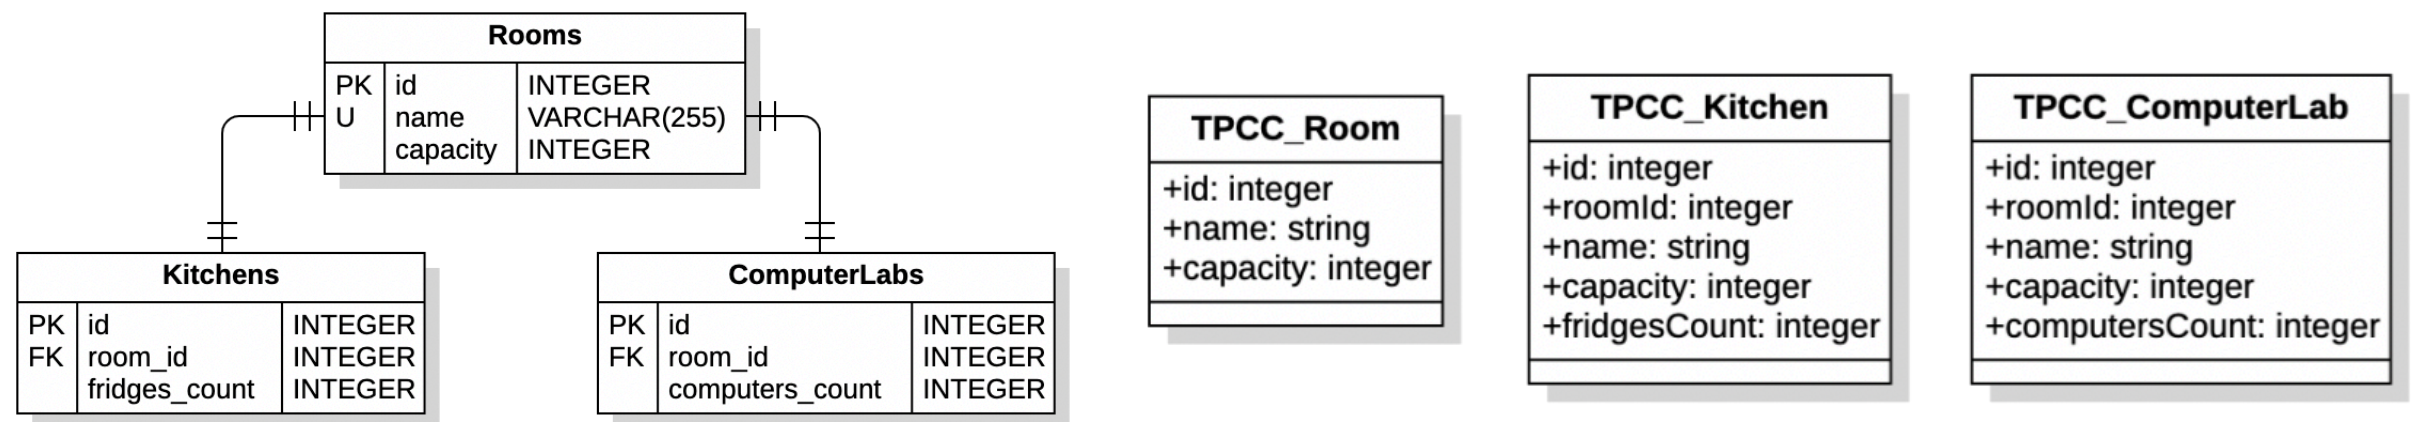 Rooms
PK id INTEGER
U name VARCHAR(255)
capacity INTEGER
Kitchens
PK id INTEGER
FK room_id INTEGER
fridges_count INTEGER
ComputerLabs
PK id INTEGER
FK room_id INTEGER
computers_count INTEGER
TPCC_Room
+id: integer
+name: string
+capacity: integer
TPCC_Kitchen
+id: integer
+roomId: integer
+name: string
+capacity: integer
+fridgesCount: integer
TPCC_ComputerLab
+id: integer
+roomId: integer
+name: string
+capacity: integer
+computersCount: integer